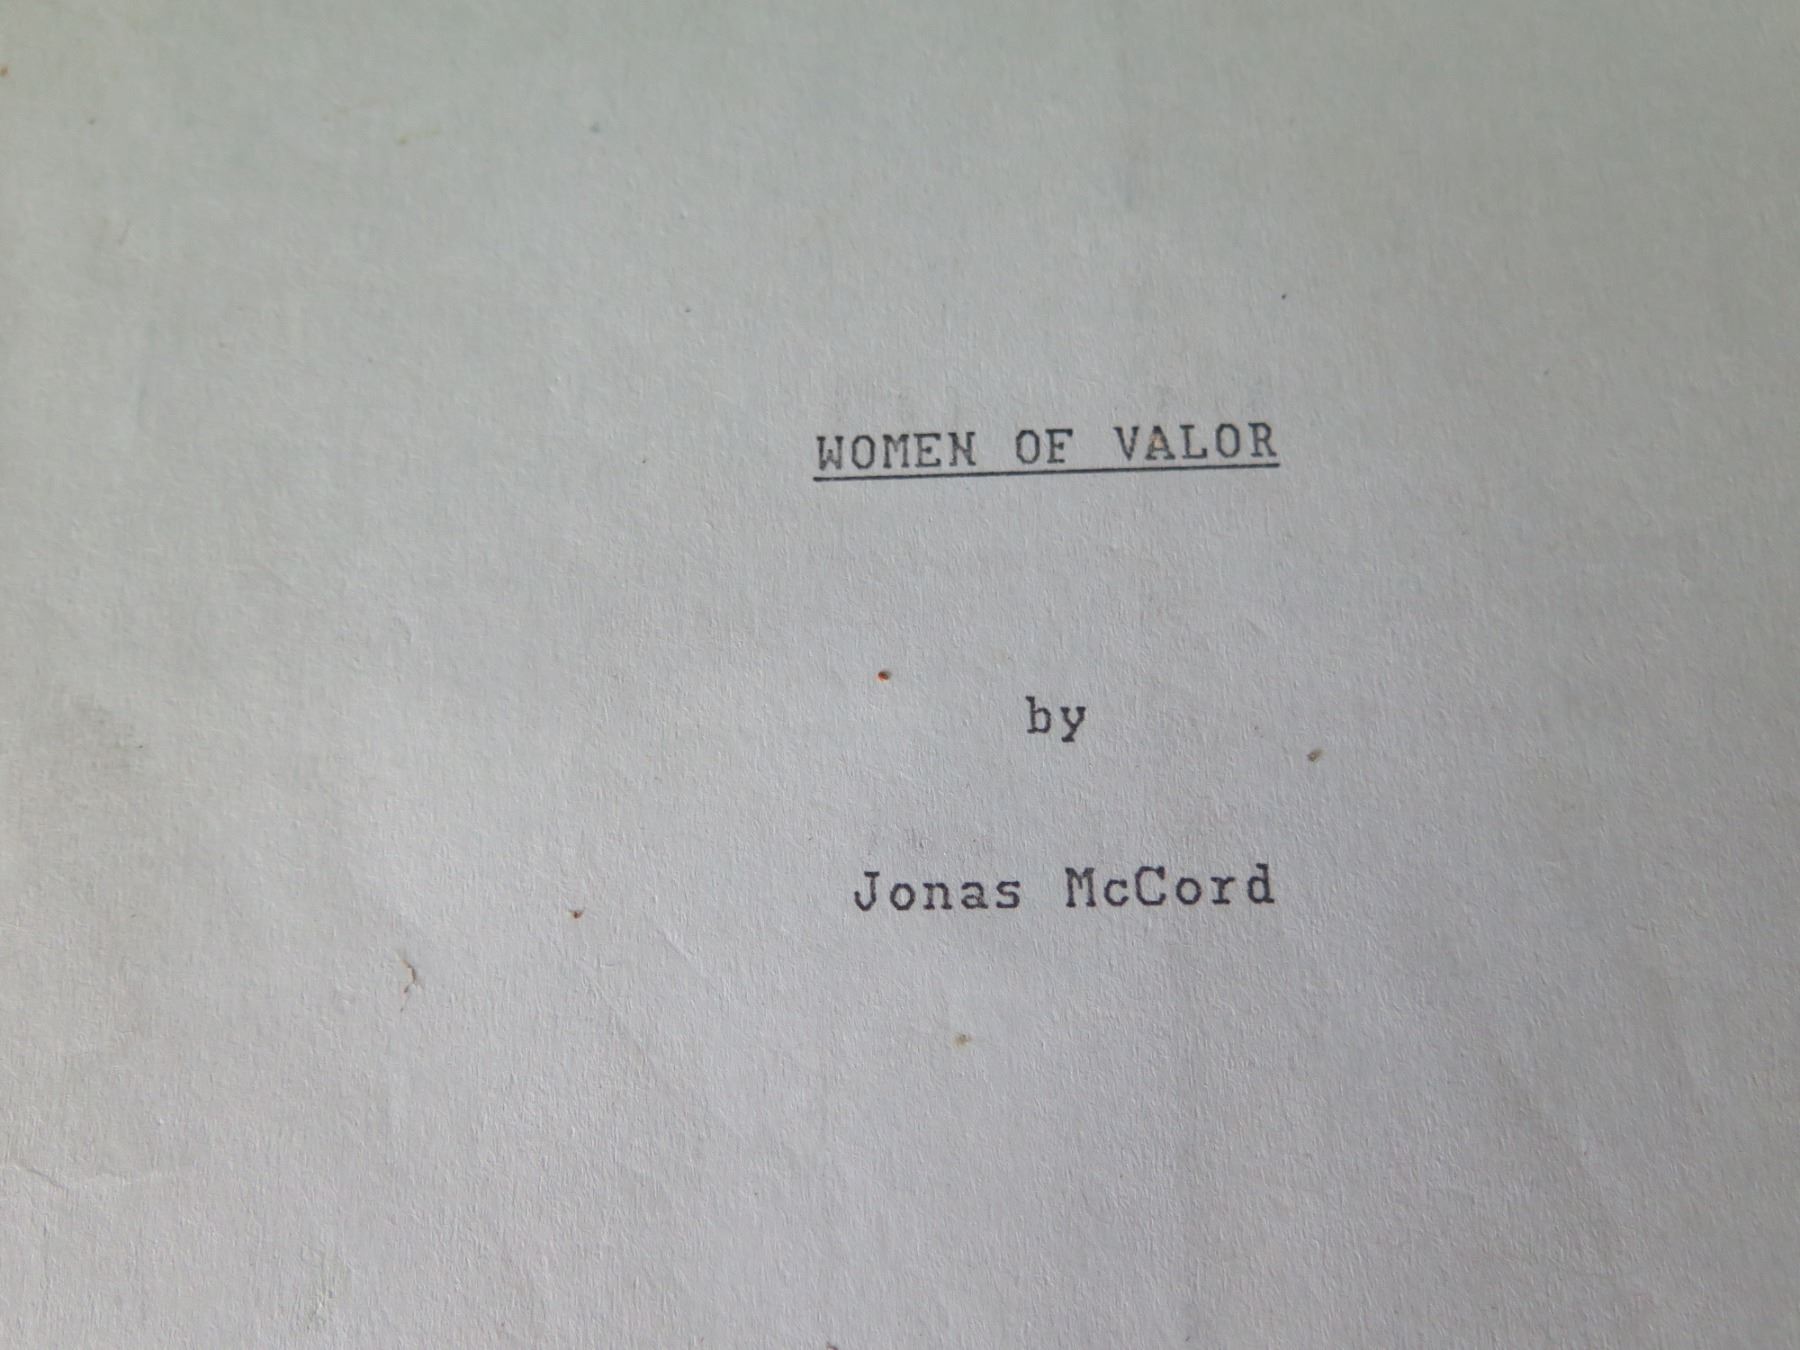 WOMEN OF VALOR
by
Jonas McCord